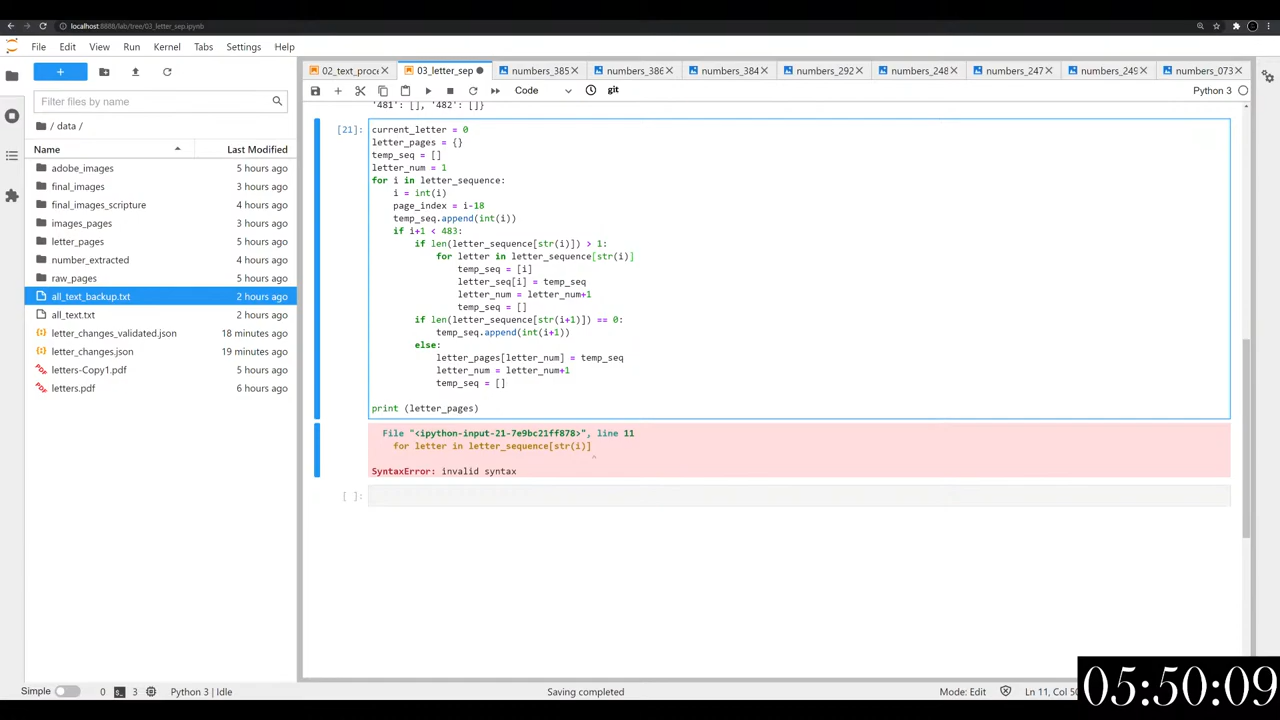 localhost:8888/lab/tree/03_letter_sep.ipynb
File Edit View Run Kernel Tabs Settings Help
02_text_proce 03_letter_sep numbers_385 numbers_386 numbers_384 numbers_292 numbers_248 numbers_247 numbers_249 numbers_073
Code git Python 3
Filter files by name
/ data /
Name Last Modified
adobe_images 5 hours ago
final_images 3 hours ago
final_images_scripture 4 hours ago
images_pages 5 hours ago
letter_pages 5 hours ago
number_extracted 3 hours ago
raw_pages 5 hours ago
all_text_backup.txt 2 hours ago
all_text.txt 2 hours ago
letter_changes_validated.json 18 minutes ago
letter_changes.json 19 minutes ago
letters-Copy1.pdf 5 hours ago
letters.pdf 6 hours ago
'481': [], '482': []}
[21]: current_letter = 0
letter_pages = {}
temp_seq = []
letter_num = 1
for i in letter_sequence:
i = int(i)
page_index = i-18
temp_seq.append(int(i))
if i+1 < 483:
if len(letter_sequence[str(i)]) > 1:
for letter in letter_sequence[str(i)]
temp_seq = [i]
letter_seq[i] = temp_seq
letter_num = letter_num+1
temp_seq = []
if len(letter_sequence[str(i+1)]) == 0:
temp_seq.append(int(i+1))
else:
letter_pages[letter_num] = temp_seq
letter_num = letter_num+1
temp_seq = []
print (letter_pages)
File "<ipython-input-21-7e9bc21ff878>", line 11
for letter in letter_sequence[str(i)]
^
SyntaxError: invalid syntax
[ ]:
Simple 0 3 Python 3 | Idle Saving completed Mode: Edit Ln 11, Col 50
05:50:09